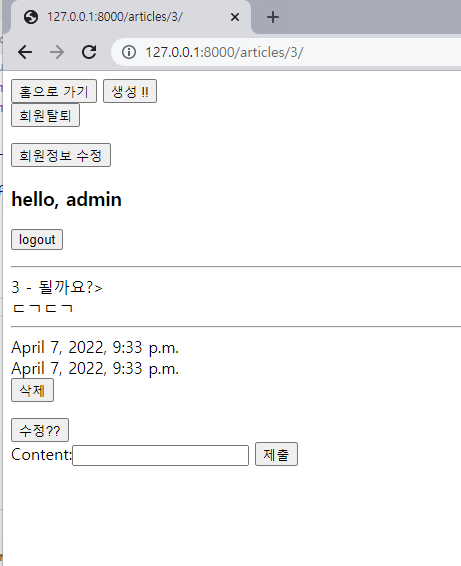 127.0.0.1:8000/articles/3/
127.0.0.1:8000/articles/3/
홈으로 가기 생성 !!
회원탈퇴
회원정보 수정
hello, admin
logout
3 - 될까요?>
ㄷㄱㄷㄱ
April 7, 2022, 9:33 p.m.
April 7, 2022, 9:33 p.m.
삭제
수정??
Content: 제출